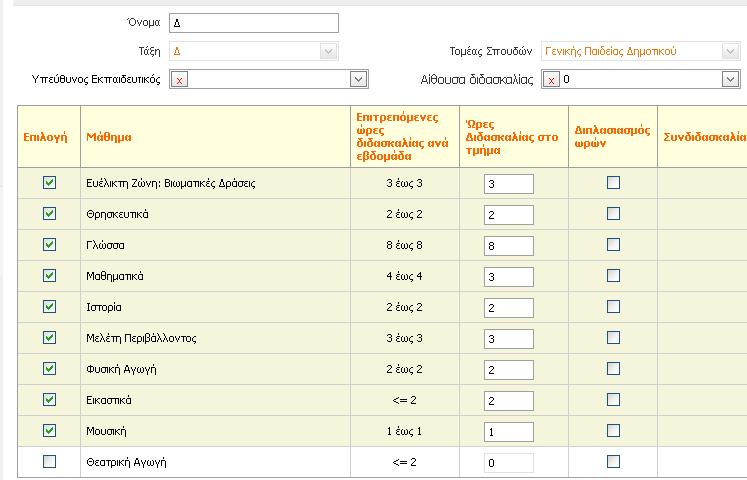 Όνομα Δ
Τάξη Δ Τομέας Σπουδών Γενικής Παιδείας Δημοτικού
Υπεύθυνος Εκπαιδευτικός x Αίθουσα διδασκαλίας x 0
Επιλογή Μάθημα Επιτρεπόμενες ώρες διδασκαλίας ανά εβδομάδα Ώρες Διδασκαλίας στο τμήμα Διπλασιασμός ωρών Συνδιδασκαλία
Ευέλικτη Ζώνη: Βιωματικές Δράσεις 3 έως 3 3
Θρησκευτικά 2 έως 2 2
Γλώσσα 8 έως 8 8
Μαθηματικά 4 έως 4 3
Ιστορία 2 έως 2 2
Μελέτη Περιβάλλοντος 3 έως 3 3
Φυσική Αγωγή 2 έως 2 2
Εικαστικά <= 2 2
Μουσική 1 έως 1 1
Θεατρική Αγωγή <= 2 0